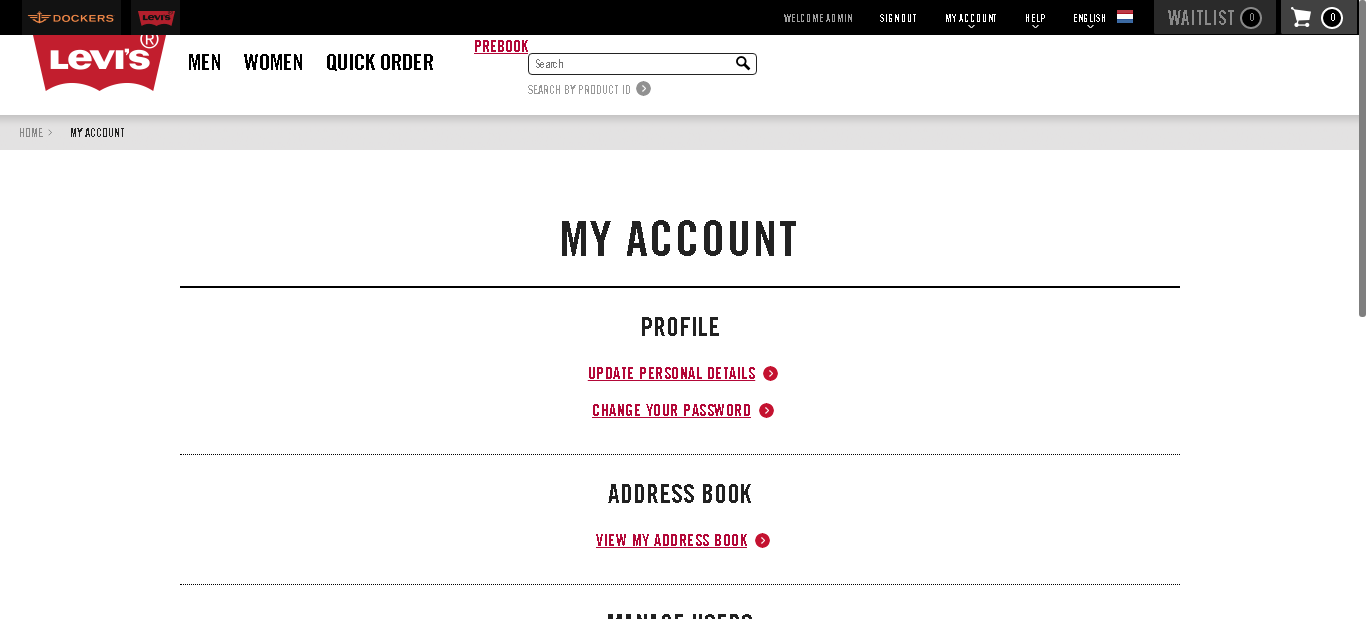 DOCKERS LEVI'S WELCOME ADMIN SIGNOUT MY ACCOUNT HELP ENGLISH WAITLIST 0 0
LEVI'S ®
MEN WOMEN QUICK ORDER PREBOOK
Search
SEARCH BY PRODUCT ID
HOME > MY ACCOUNT
MY ACCOUNT
PROFILE
UPDATE PERSONAL DETAILS
CHANGE YOUR PASSWORD
ADDRESS BOOK
VIEW MY ADDRESS BOOK
MANAGE USERS